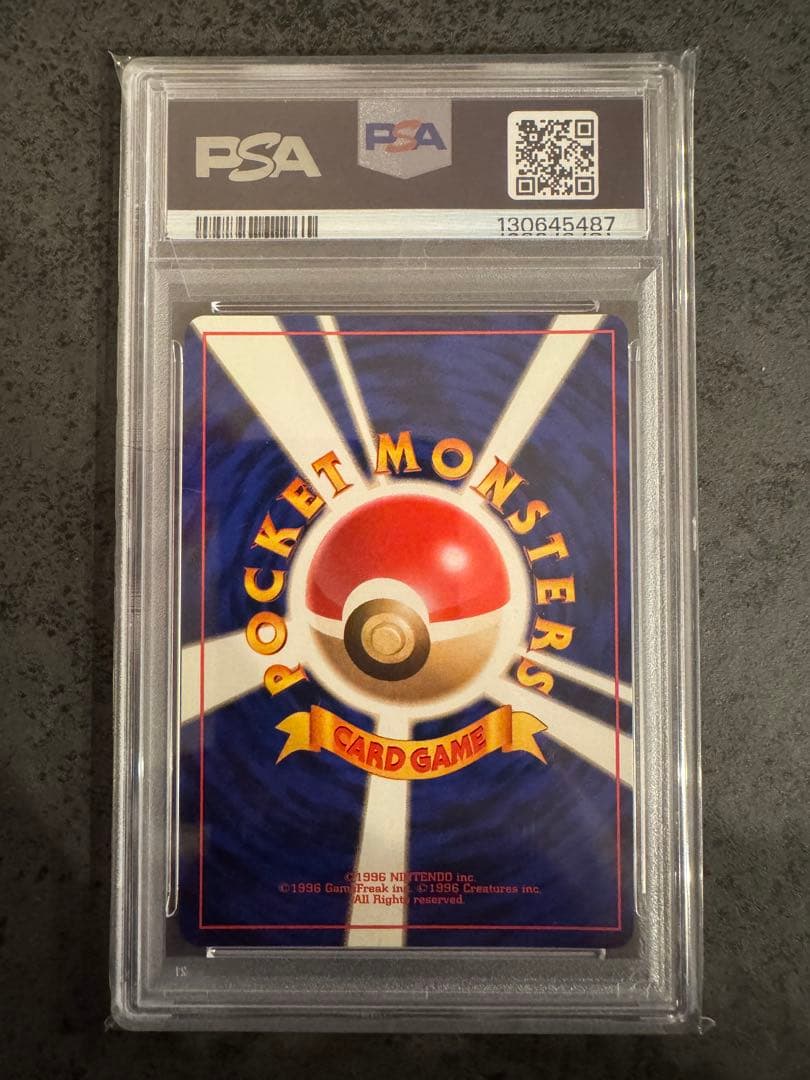 PSA
PSA
130645487
POCKET MONSTERS
CARD GAME
©1996 NINTENDO inc.
©1996 GameFreak inc. ©1996 Creatures inc.
All Rights reserved.
21